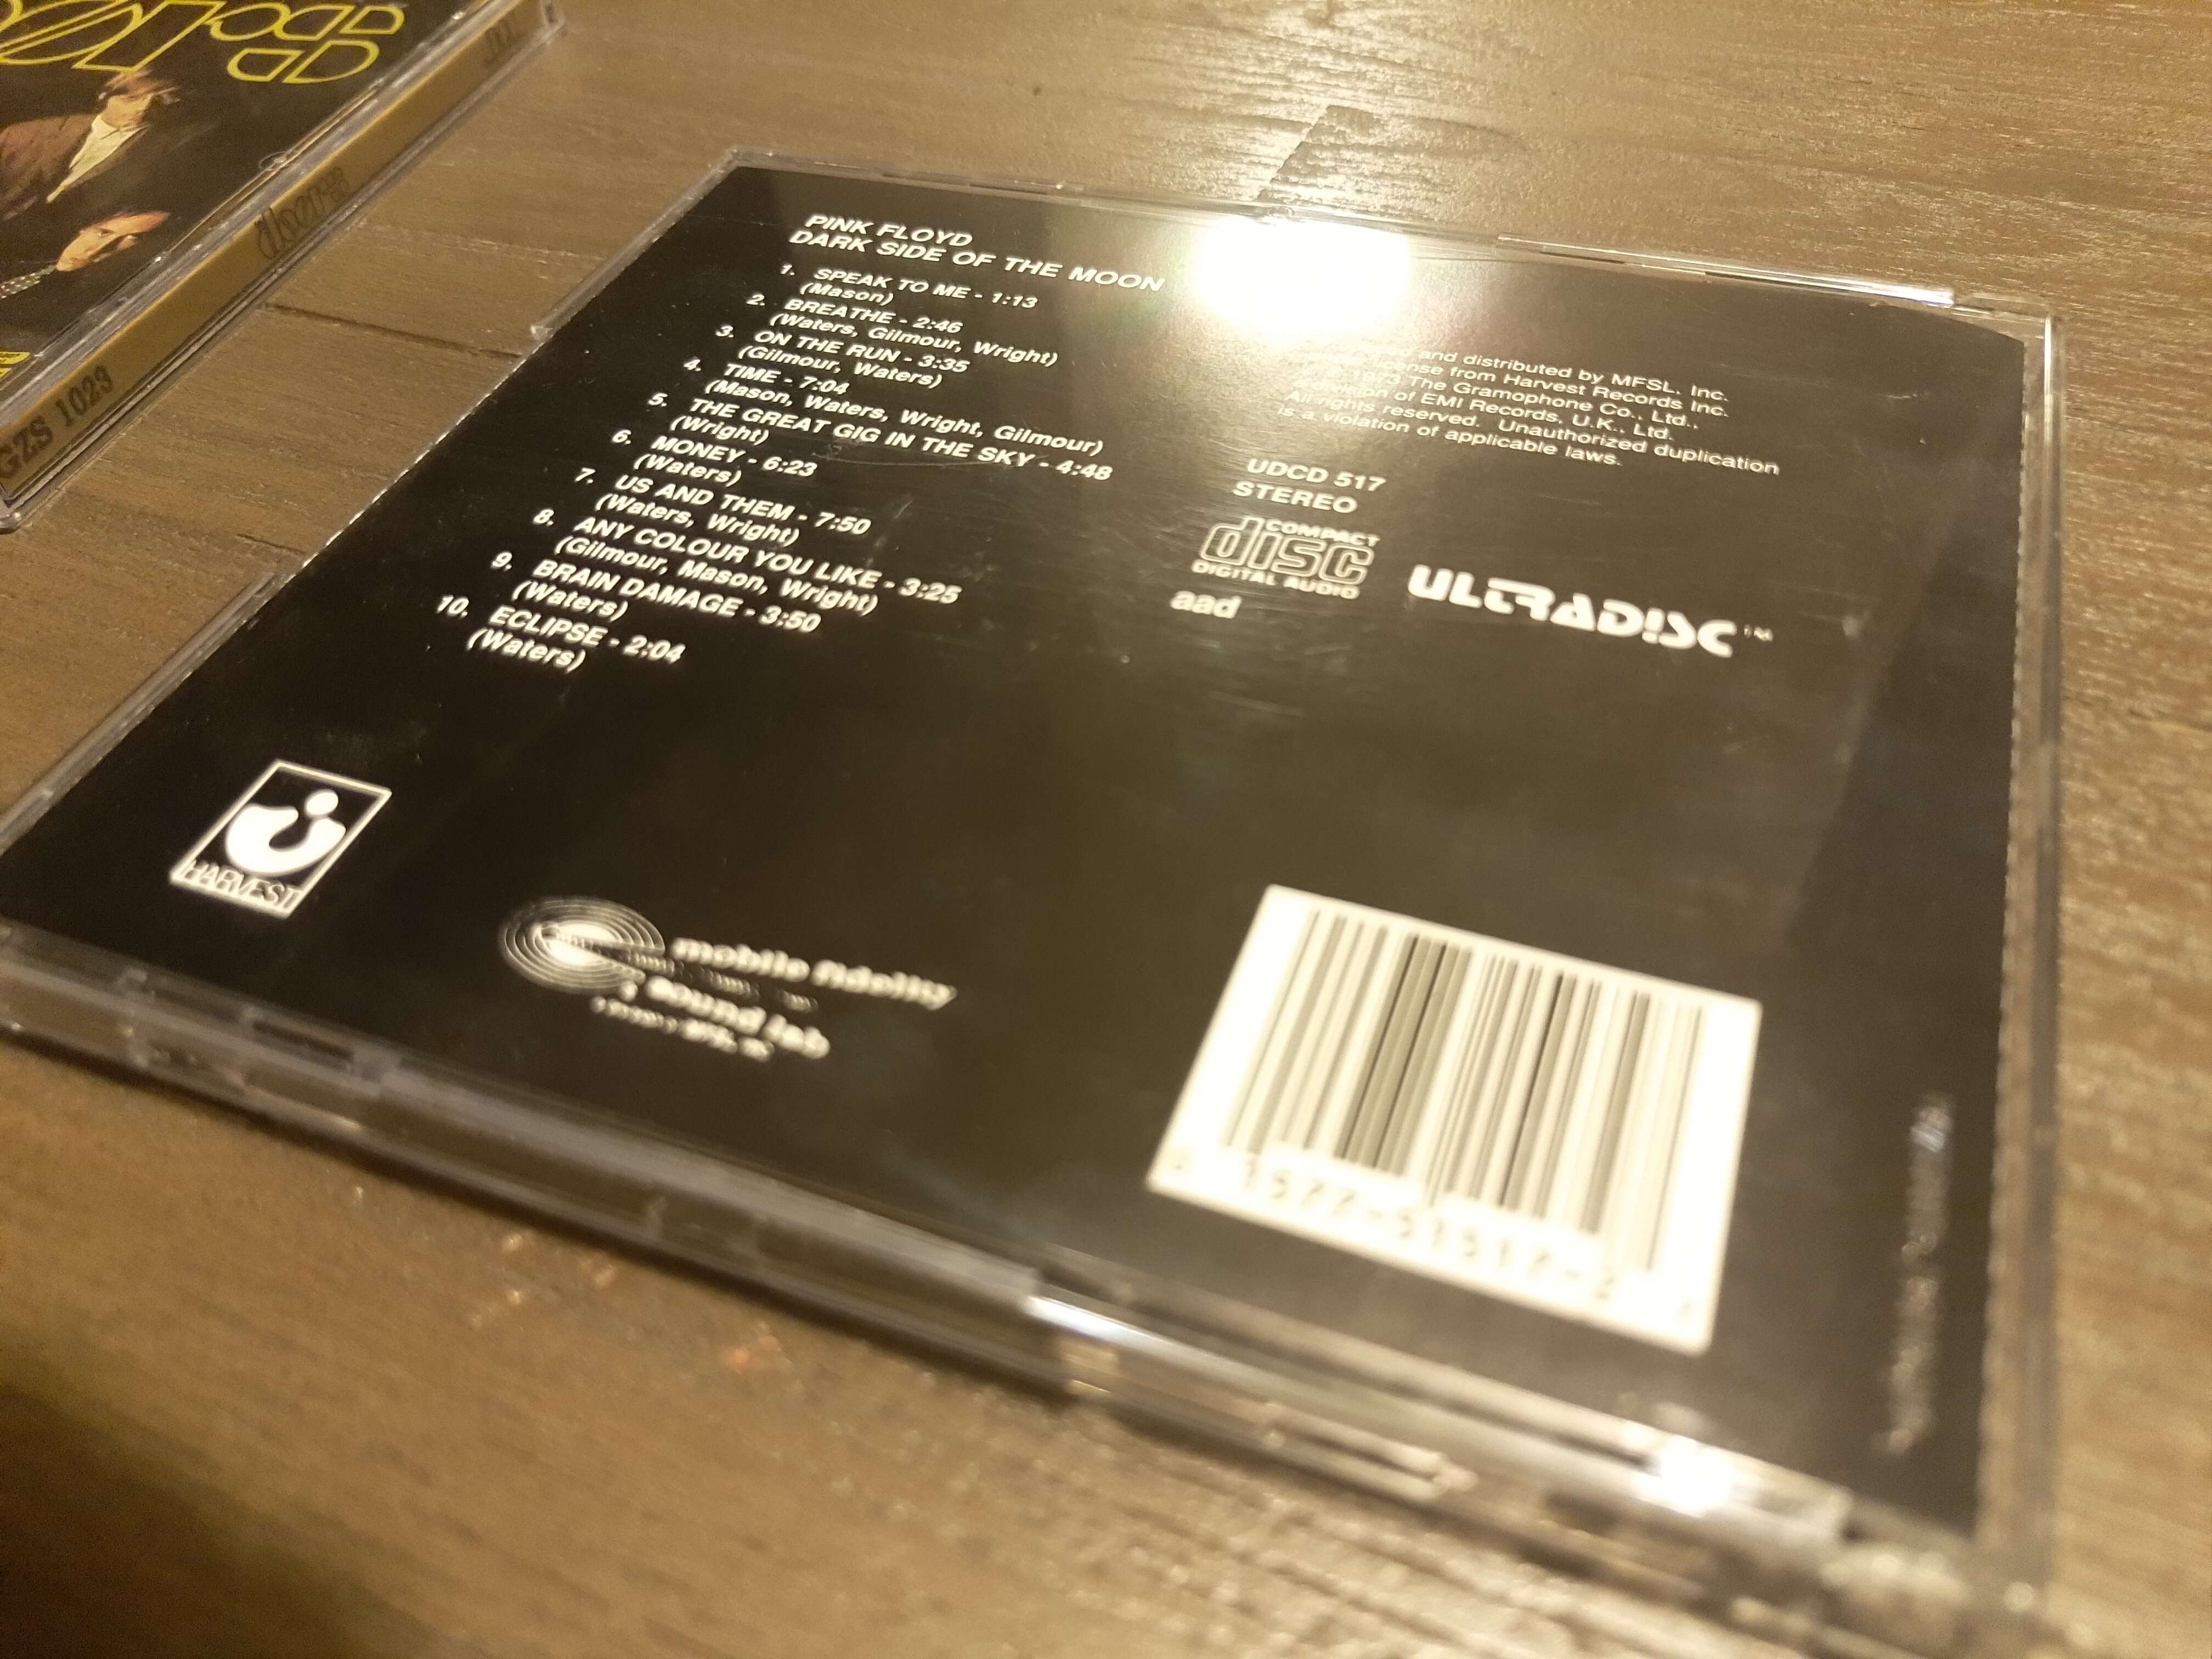 GZS 1023
doors
PINK FLOYD
DARK SIDE OF THE MOON
1. SPEAK TO ME - 1:13
(Mason)
2. BREATHE - 2:46
(Waters, Gilmour, Wright)
3. ON THE RUN - 3:35
(Gilmour, Waters)
4. TIME - 7:04
(Mason, Waters, Wright, Gilmour)
5. THE GREAT GIG IN THE SKY - 4:48
(Wright)
6. MONEY - 6:23
(Waters)
7. US AND THEM - 7:50
(Waters, Wright)
8. ANY COLOUR YOU LIKE - 3:25
(Gilmour, Mason, Wright)
9. BRAIN DAMAGE - 3:50
(Waters)
10. ECLIPSE - 2:04
(Waters)
and distributed by MFSL, Inc.
from Harvest Records Inc.
The Gramophone Co., Ltd.,
of EMI Records, U.K., Ltd.
All rights reserved. Unauthorized duplication
is a violation of applicable laws.
UDCD 517
STEREO
COMPACT
disc
DIGITAL AUDIO
aad
ULTRADISC™
HARVEST
mobile fidelity
sound lab
1577-57517-2